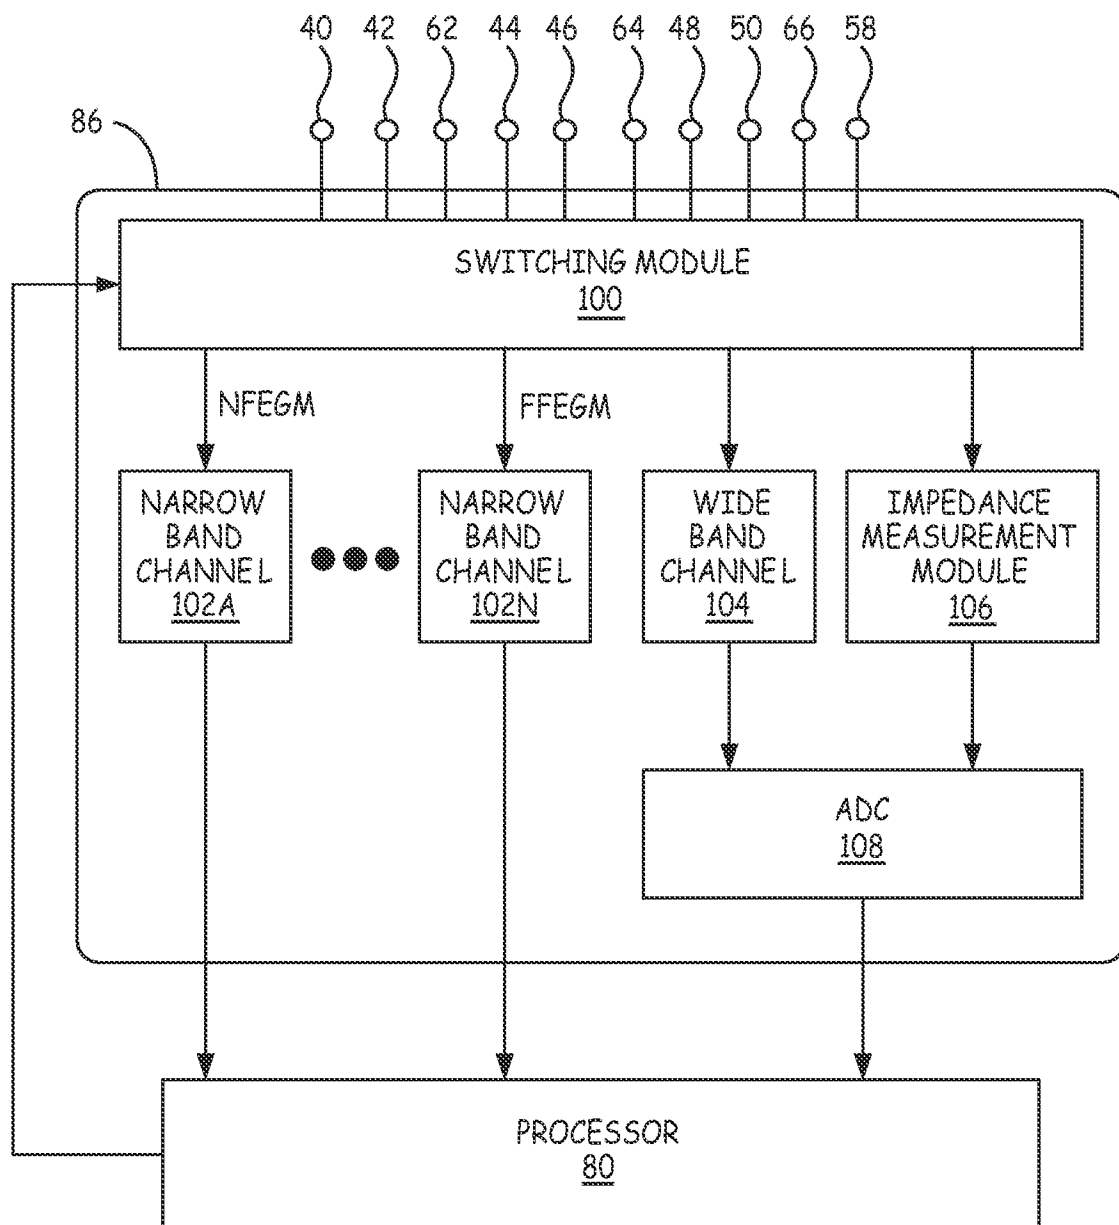 40 42 62 44 46 64 48 50 66 58
86
SWITCHING MODULE
100
NFEGM
FFEGM
NARROW
BAND
CHANNEL
102A
NARROW
BAND
CHANNEL
102N
WIDE
BAND
CHANNEL
104
IMPEDANCE
MEASUREMENT
MODULE
106
ADC
108
PROCESSOR
80